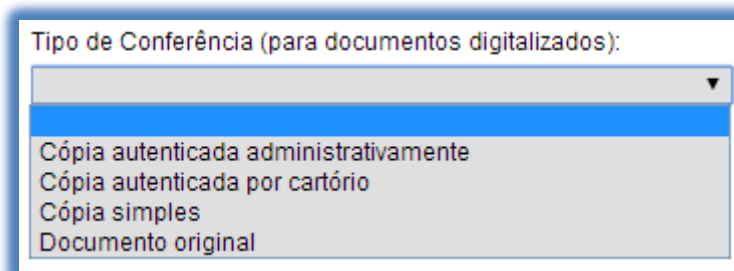 Tipo de Conferência (para documentos digitalizados):
Cópia autenticada administrativamente
Cópia autenticada por cartório
Cópia simples
Documento original